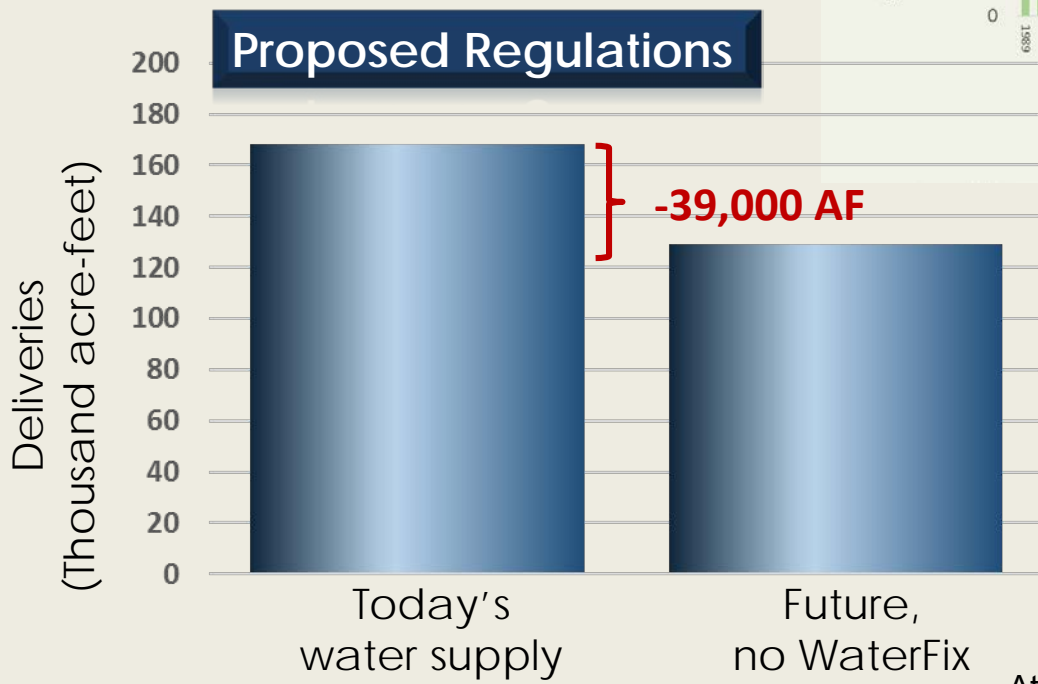 0
1989
Proposed Regulations
200
180
160
140
120
100
80
60
40
20
0
Deliveries
(Thousand acre-feet)
-39,000 AF
Today's
water supply
Future,
no WaterFix
At